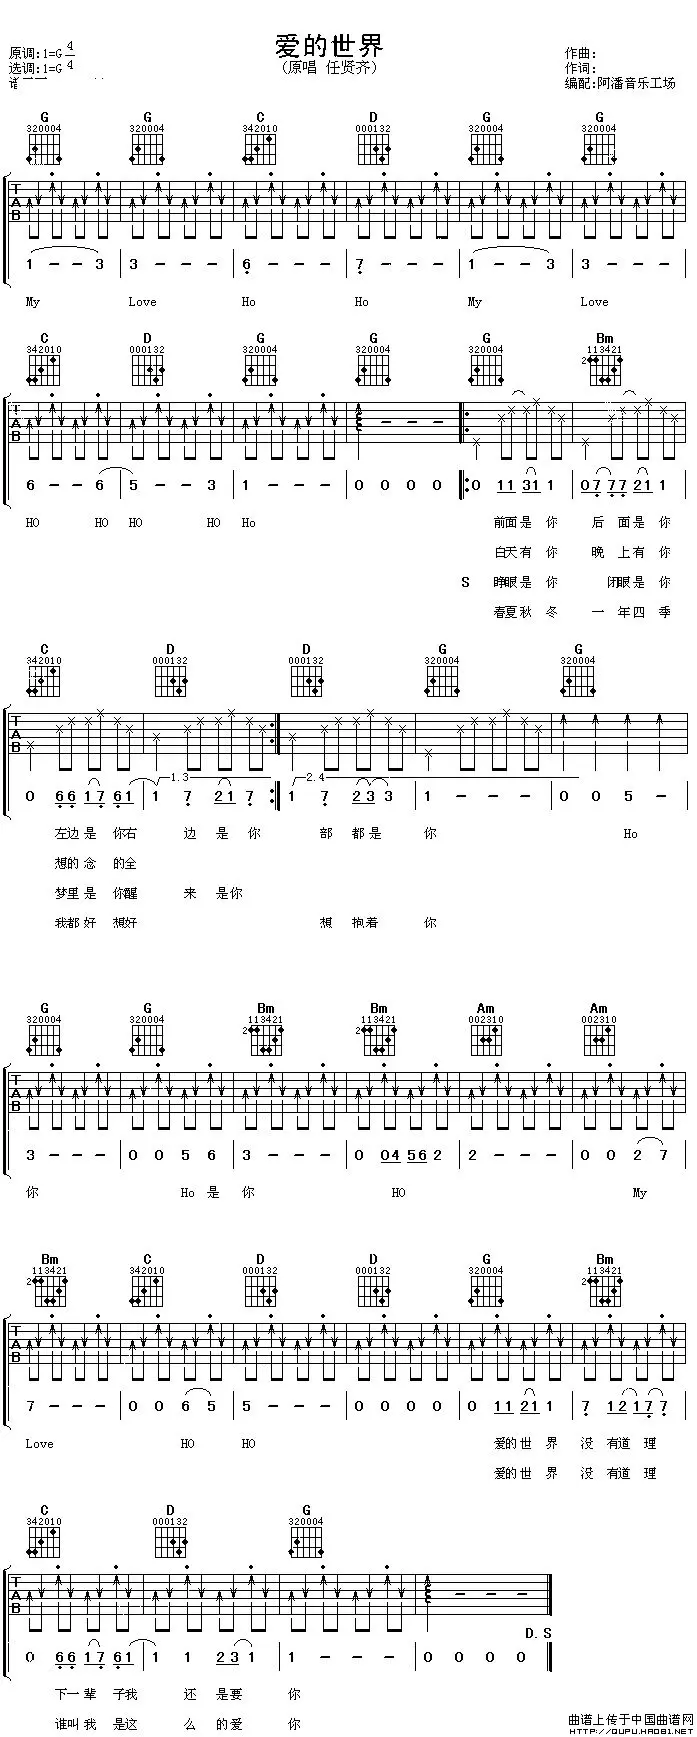 爱的世界
(原唱 任贤齐)
原调:1=G 4/4
选调:1=G
作曲:
作词:
编配:阿潘音乐工场
G G C D G G
320004 320004 342010 000132 320004 320004
T A B
1 - - 3 3 - - - 6 - - - 7 - - - 1 - - 3 3 - - -
My Love Ho Ho My Love
C D G G G Bm
342010 000132 320004 320004 320004 2 113421
T A B
6 - - 6 5 - - 3 1 - - - 0 0 0 0 0 11 31 1 07 77 21 1
HO HO HO HO Ho
前面是你 后面是你
白天有你 晚上有你
S 睁眼是你 闭眼是你
春夏秋冬 一年四季
C D D G G
342010 000132 000132 320004 320004
T A B
1.3 2.4
0 66 17 61 1 7 21 7 1 7 23 3 1 - - - 0 0 5 -
左边是你右 边是你 部都是 你 Ho
想的念的全
梦里是你醒 来是你
我都好想好 想抱着 你
G G Bm Bm Am Am
320004 320004 2 113421 2 113421 002310 002310
T A B
3 - - - 0 0 5 6 3 - - - 0 04 56 2 2 - - - 0 0 2 7
你 Ho 是 你 HO My
Bm C D D G Bm
2 113421 342010 000132 000132 320004 2 113421
T A B
7 - - - 0 0 6 5 5 - - - 0 0 0 0 0 11 21 1 7 12 17 7
Love HO HO 爱的世界 没有道理
爱的世界 没有道理
C D G
342010 000132 320004
T A B
D. S
0 66 17 61 1 1 23 1 1 - - - 0 0 0 0
下一辈子我 还是要 你
谁叫我是这 么的爱 你
曲谱上传于中国曲谱网
http://QUPU.HAO81.NET